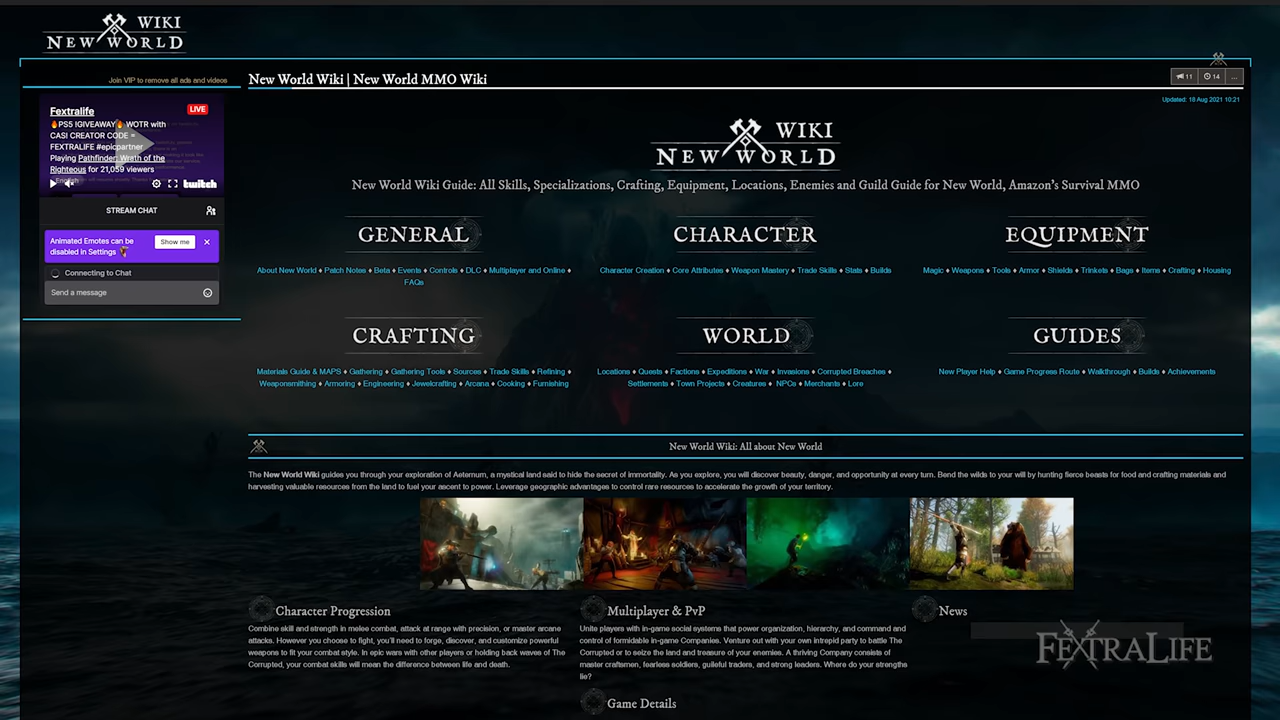 WIKI
NEW WORLD
Join VIP to remove all ads and videos
Fextralife
LIVE
🔥PS5 !GIVEAWAY🔥 WOTR with
CAS! CREATOR CODE =
FEXTRALIFE #epicpartner
Playing Pathfinder: Wrath of the
Righteous for 21,059 viewers
English
twitch
STREAM CHAT
Animated Emotes can be
disabled in Settings
Show me
Connecting to Chat
Send a message
New World Wiki | New World MMO Wiki
11
14
...
Updated: 18 Aug 2021 10:21
WIKI
NEW WORLD
New World Wiki Guide: All Skills, Specializations, Crafting, Equipment, Locations, Enemies and Guild Guide for New World, Amazon's Survival MMO
GENERAL
About New World ♦ Patch Notes ♦ Beta ♦ Events ♦ Controls ♦ DLC ♦ Multiplayer and Online ♦
FAQs
CHARACTER
Character Creation ♦ Core Attributes ♦ Weapon Mastery ♦ Trade Skills ♦ Stats ♦ Builds
EQUIPMENT
Magic ♦ Weapons ♦ Tools ♦ Armor ♦ Shields ♦ Trinkets ♦ Bags ♦ Items ♦ Crafting ♦ Housing
CRAFTING
Materials Guide & MAPS ♦ Gathering ♦ Gathering Tools ♦ Sources ♦ Trade Skills ♦ Refining ♦
Weaponsmithing ♦ Armoring ♦ Engineering ♦ Jewelcrafting ♦ Arcana ♦ Cooking ♦ Furnishing
WORLD
Locations ♦ Quests ♦ Factions ♦ Expeditions ♦ War ♦ Invasions ♦ Corrupted Breaches ♦
Settlements ♦ Town Projects ♦ Creatures ♦ NPCs ♦ Merchants ♦ Lore
GUIDES
New Player Help ♦ Game Progress Route ♦ Walkthrough ♦ Builds ♦ Achievements
New World Wiki: All about New World
The New World Wiki guides you through your exploration of Aeternum, a mystical land said to hide the secret of immortality. As you explore, you will discover beauty, danger, and opportunity at every turn. Bend the wilds to your will by hunting fierce beasts for food and crafting materials and
harvesting valuable resources from the land to fuel your ascent to power. Leverage geographic advantages to control rare resources to accelerate the growth of your territory.
Character Progression
Combine skill and strength in melee combat, attack at range with precision, or master arcane
attacks. However you choose to fight, you'll need to forge, discover, and customize powerful
weapons to fit your combat style. In epic wars with other players or holding back waves of The
Corrupted, your combat skills will mean the difference between life and death.
Multiplayer & PvP
Unite players with in-game social systems that power organization, hierarchy, and command and
control of formidable in-game Companies. Venture out with your own intrepid party to battle The
Corrupted or to seize the land and treasure of your enemies. A thriving Company consists of
master craftsmen, fearless soldiers, guileful traders, and strong leaders. Where do your strengths
lie?
Game Details
News
FEXTRALIFE